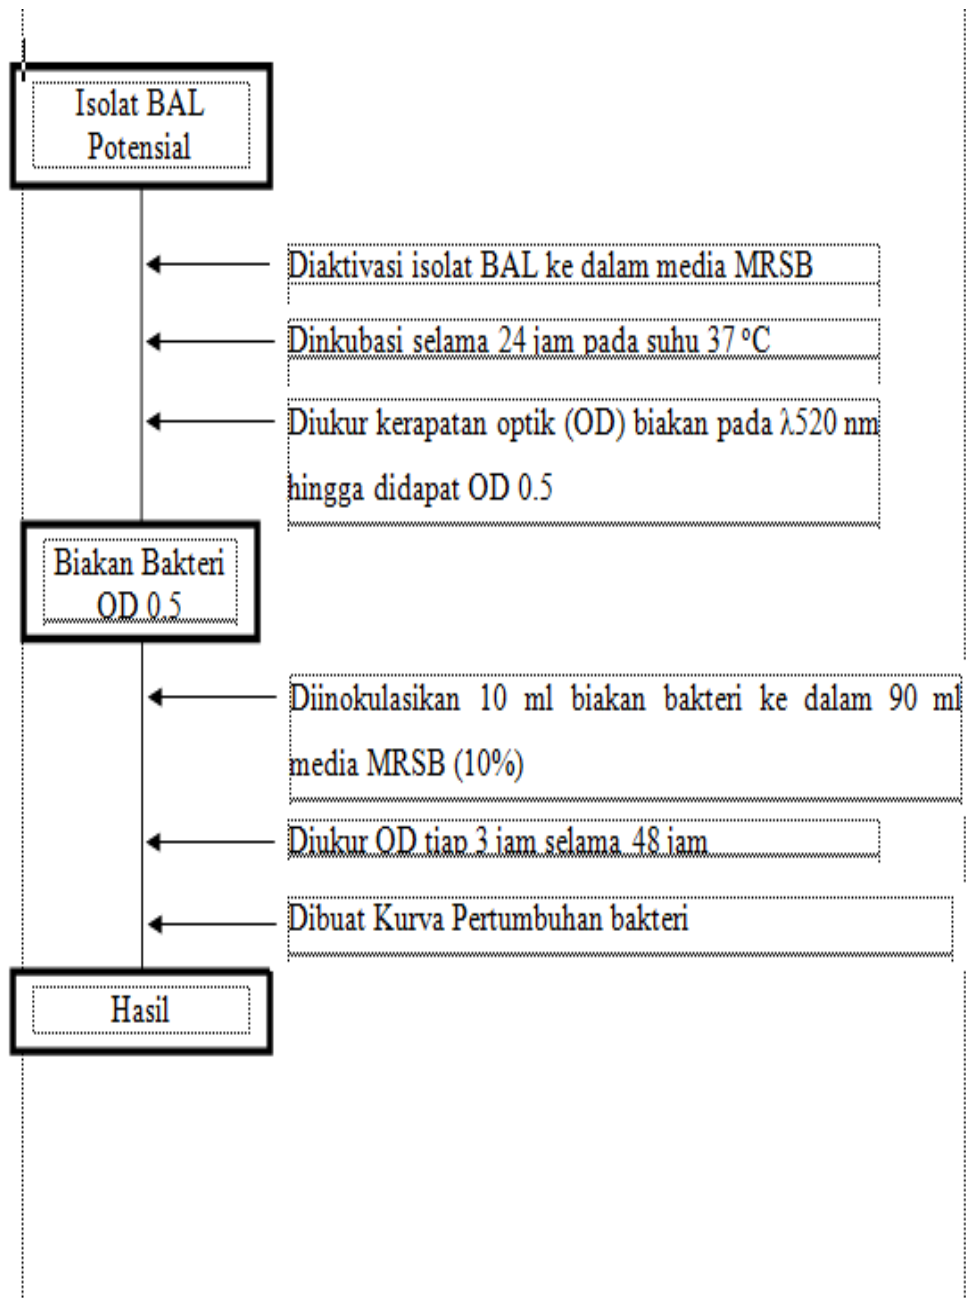 Isolat BAL
Potensial
Diaktivasi isolat BAL ke dalam media MRSB
Dinkubasi selama 24 jam pada suhu 37 °C
Diukur kerapatan optik (OD) biakan pada λ520 nm
hingga didapat OD 0.5
Biakan Bakteri
OD 0.5
Diinokulasikan 10 ml biakan bakteri ke dalam 90 ml
media MRSB (10%)
Diukur OD tiap 3 jam selama 48 jam
Dibuat Kurva Pertumbuhan bakteri
Hasil